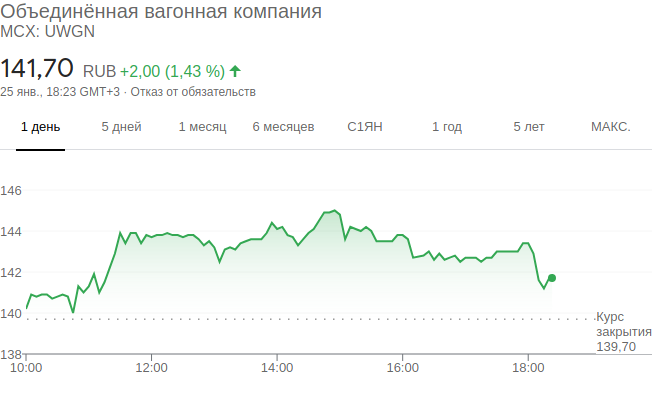 Объединённая вагонная компания
MCX: UWGN
141,70 RUB +2,00 (1,43 %)
25 янв., 18:23 GMT+3 · Отказ от обязательств
1 день 5 дней 1 месяц 6 месяцев С1ЯН 1 год 5 лет МАКС.
146
144
142
140
138
Курс
закрытия
139,70
10:00 12:00 14:00 16:00 18:00